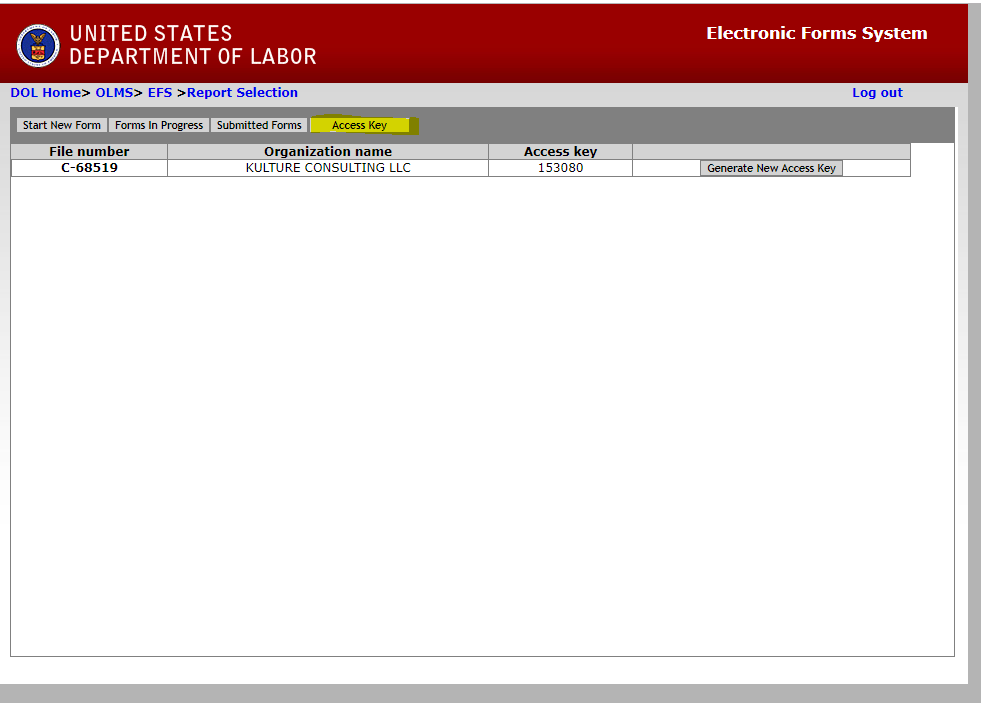 UNITED STATES
DEPARTMENT OF LABOR
Electronic Forms System
DOL Home> OLMS> EFS >Report Selection
Log out
Start New Form Forms In Progress Submitted Forms Access Key
File number Organization name Access key
C-68519 KULTURE CONSULTING LLC 153080 Generate New Access Key